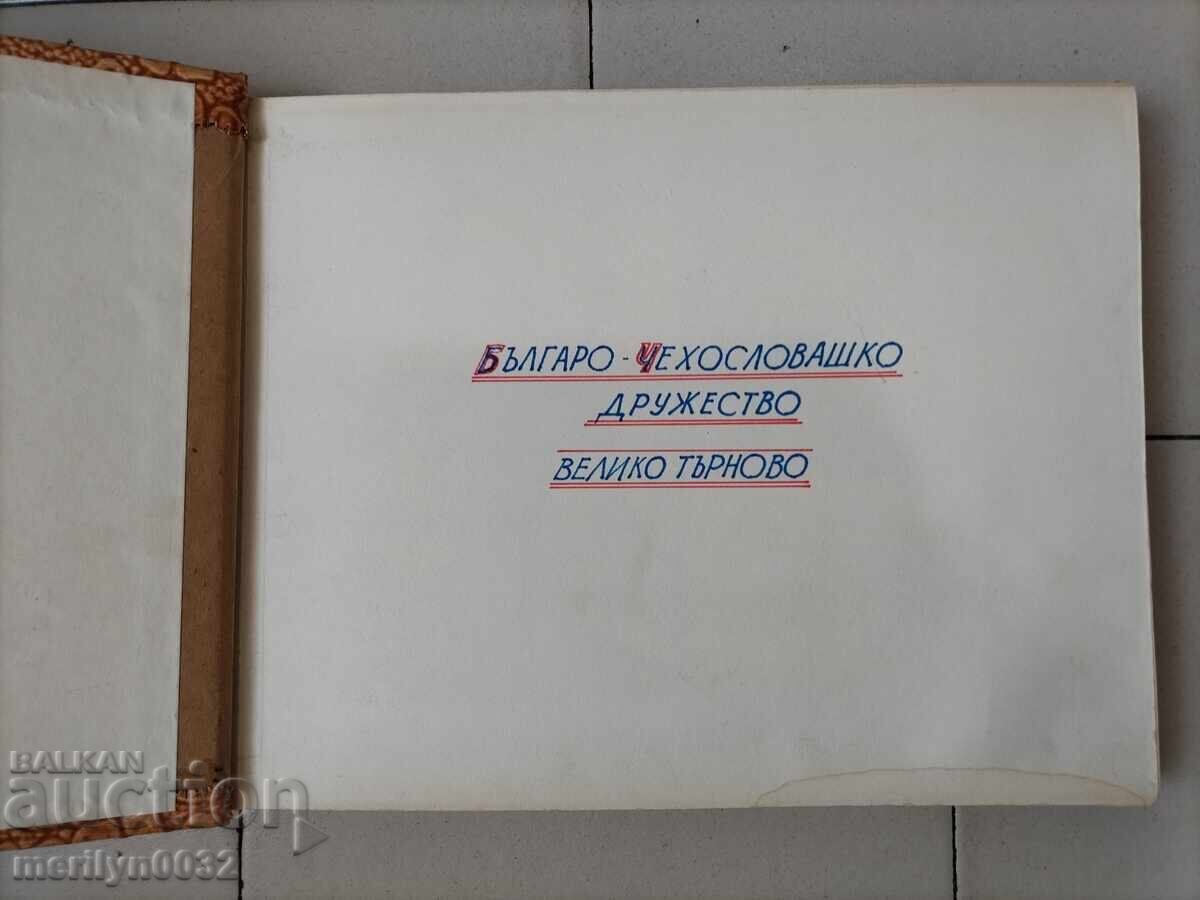 БЪЛГАРО - ЧЕХОСЛОВАШКО
ДРУЖЕСТВО
ВЕЛИКО ТЪРНОВО
BALKAN
auction
merilyn0032